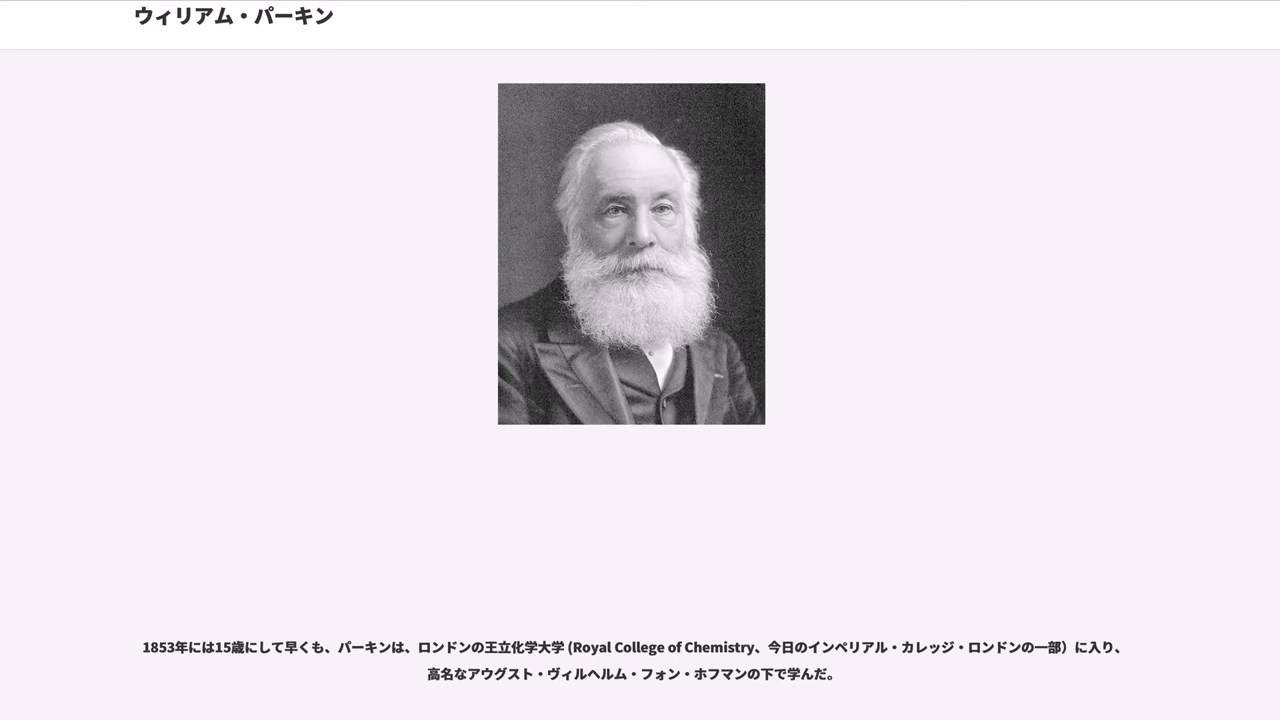 ウィリアム・パーキン
1853年には15歳にして早くも、パーキンは、ロンドンの王立化学大学 (Royal College of Chemistry、今日のインペリアル・カレッジ・ロンドンの一部）に入り、
高名なアウグスト・ヴィルヘルム・フォン・ホフマンの下で学んだ。